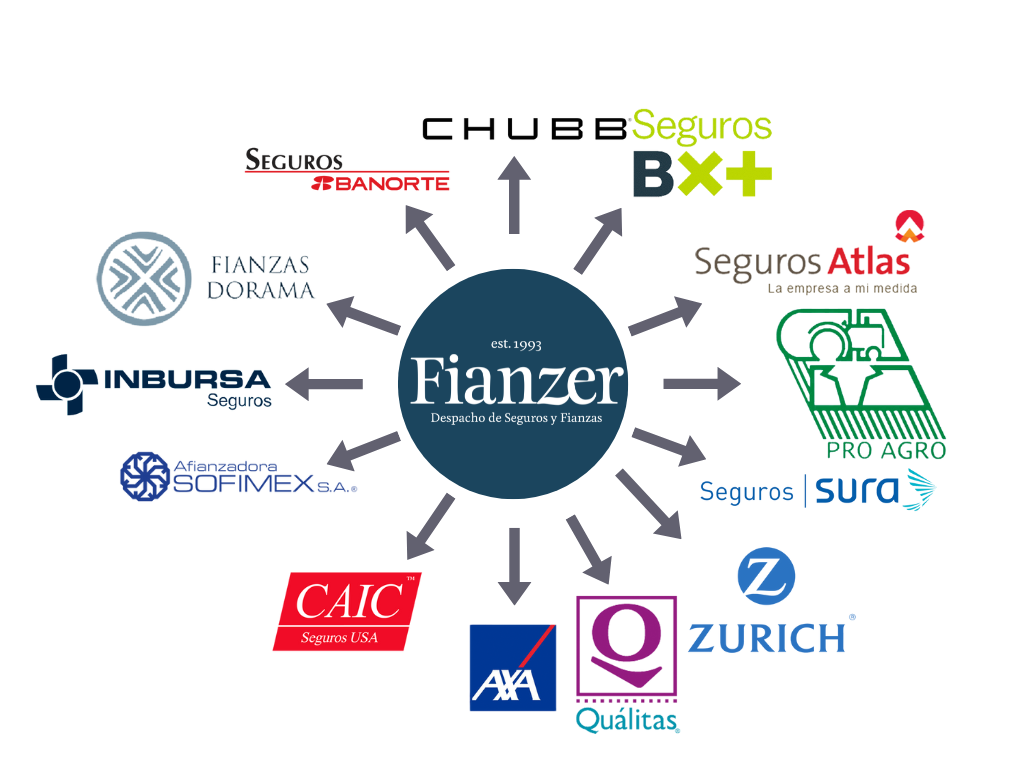 CHUBB®
Seguros
BX+
SEGUROS
BANORTE
Seguros Atlas
La empresa a mi medida
FIANZAS
DORAMA
est. 1993
Fianzer
Despacho de Seguros y Fianzas
INBURSA
Seguros
PRO AGRO
Afianzadora
SOFIMEX S.A.®
Seguros | sura
CAIC™
Seguros USA
AXA
Q
Quálitas®
Z
ZURICH®